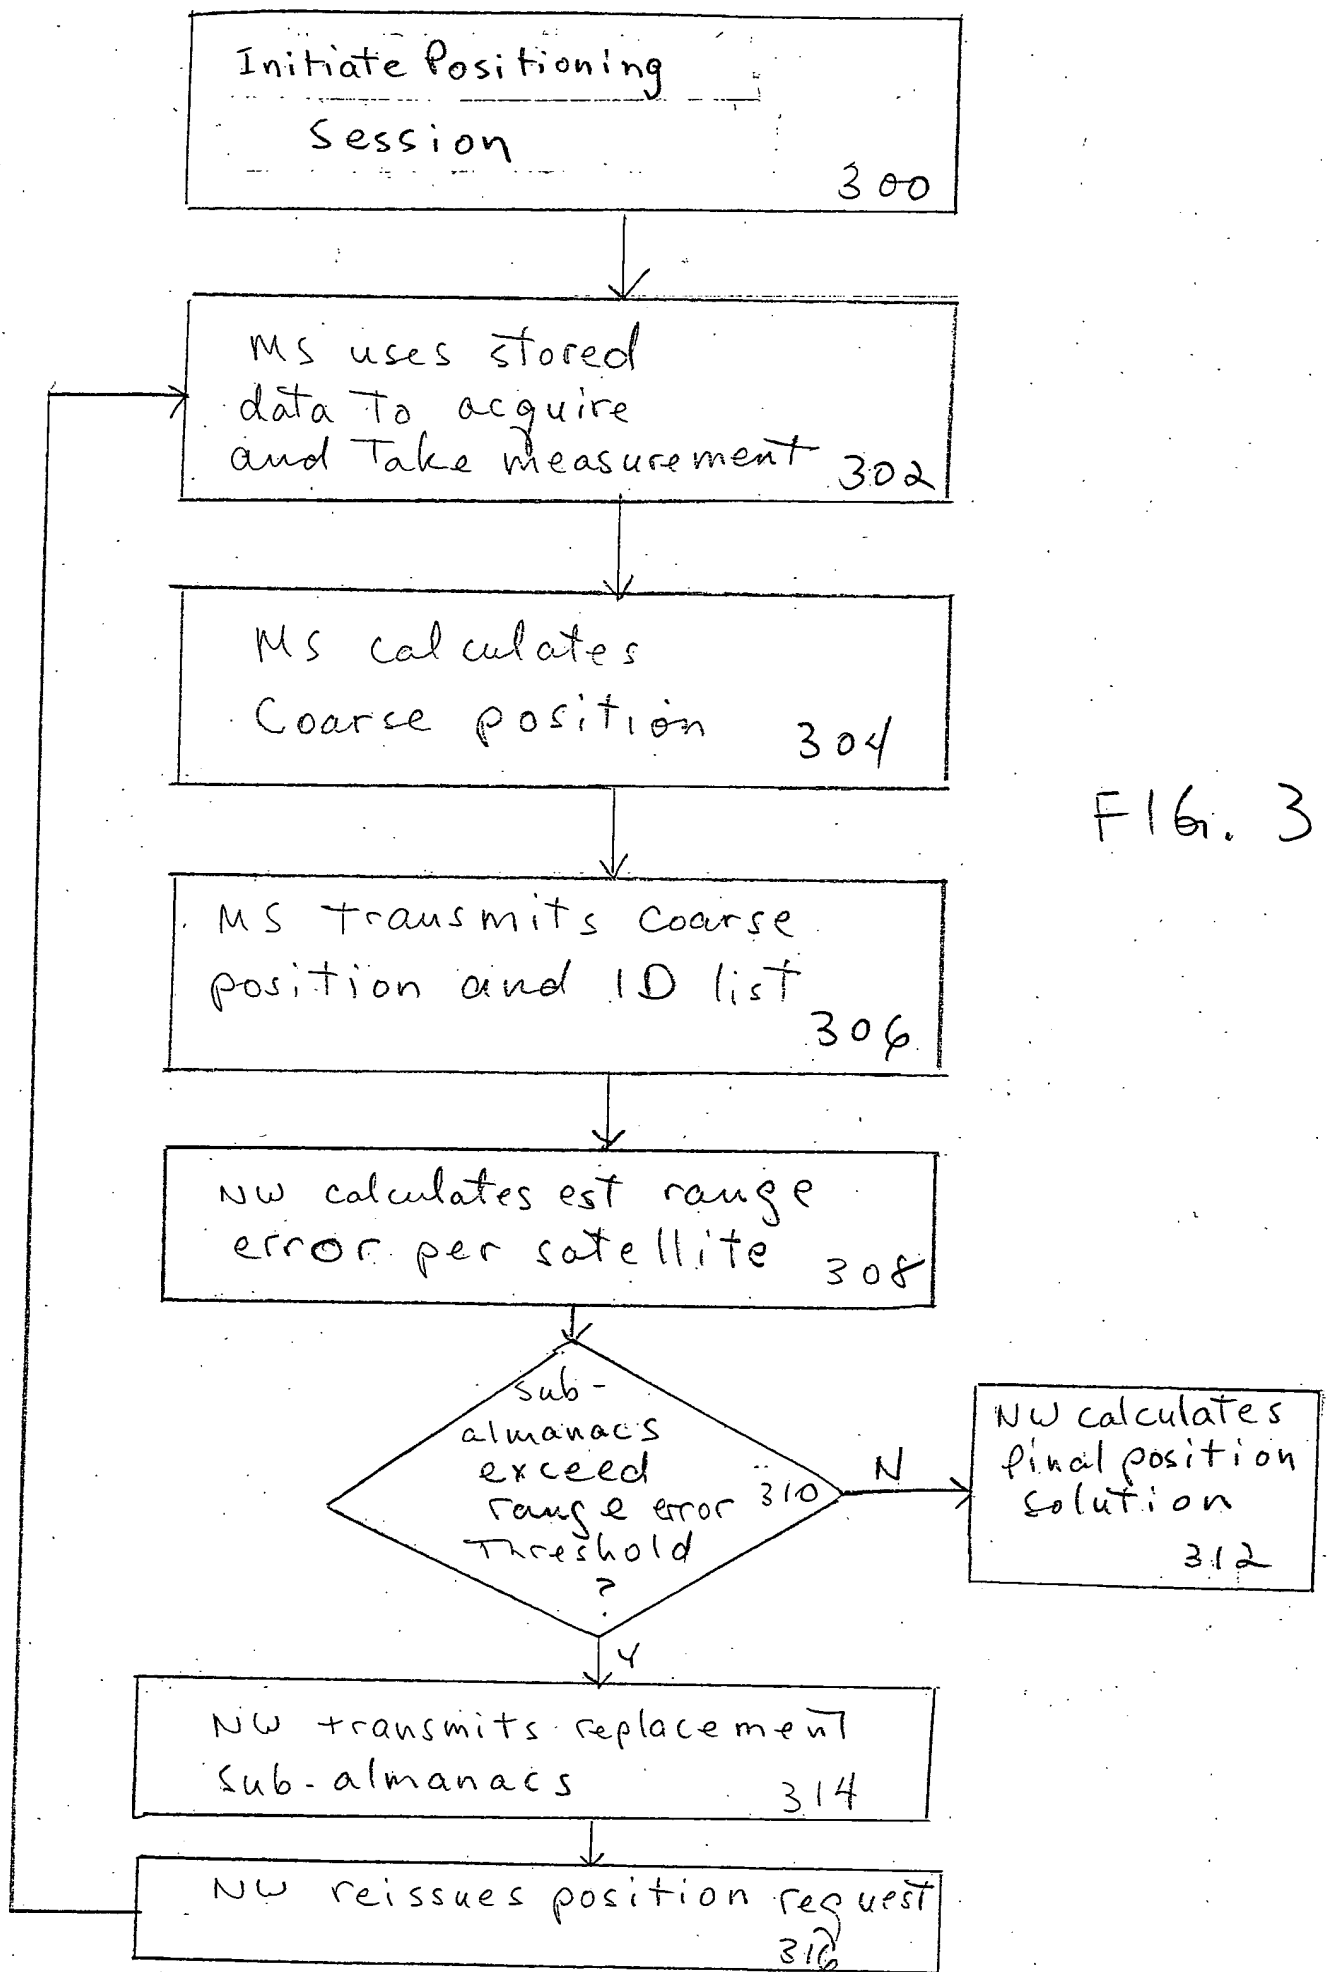 Initiate Positioning
Session
300
MS uses stored
data to acquire
and Take measurement
302
MS calculates
Coarse position
304
FIG. 3
MS transmits coarse
position and ID list
306
NW calculates est range
error per satellite
308
sub-
almanacs
exceed
range error
Threshold
?
310
N
NW calculates
final position
solution
312
Y
NW transmits replacement
sub-almanacs
314
NW reissues position request
316